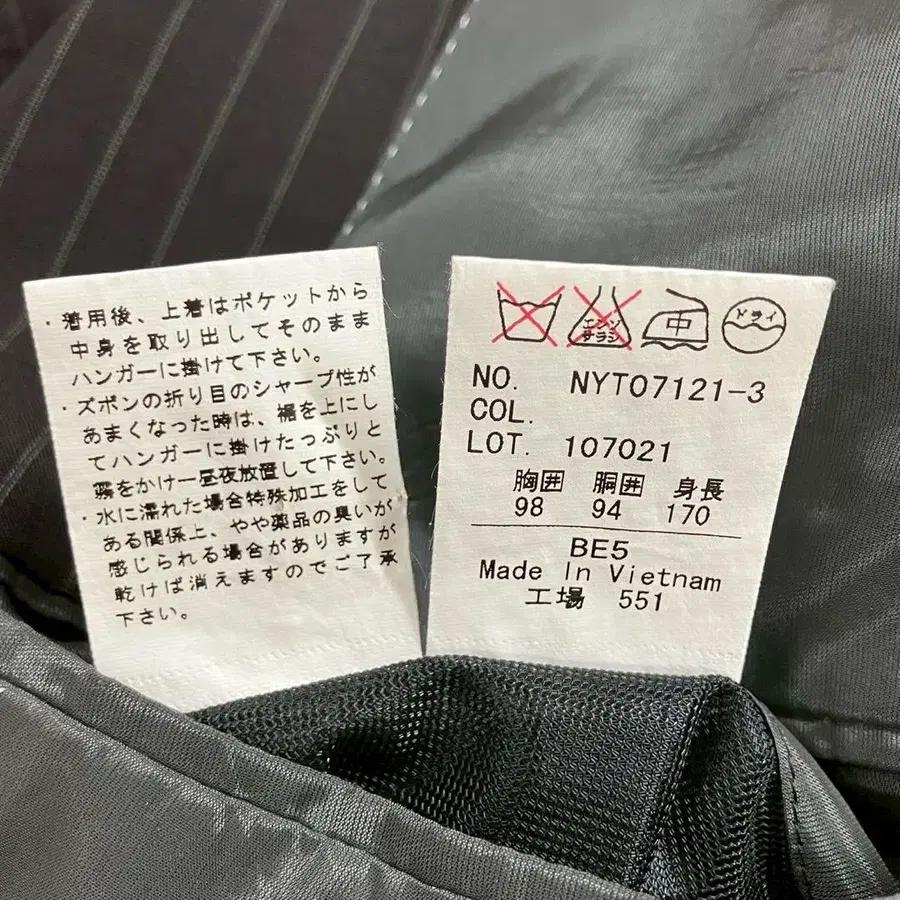 ・着用後、上着はポケットから
中身を取り出してそのまま
ハンガーに掛けて下さい。
・ズボンの折り目のシャープ性が
あまくなった時は、裾を上にし
てハンガーに掛けたっぷりと
霧をかけ一昼夜放置して下さい。
・水に濡れた場合特殊加工をして
ある関係上、やや薬品の臭いが
感じられる場合がありますが
乾けば消えますのでご了承
下さい。
エンソ
サラシ
中
ドライ
NO. NYT07121-3
COL.
LOT. 107021
胸囲 胴囲 身長
98 94 170
BE5
Made In Vietnam
工場 551